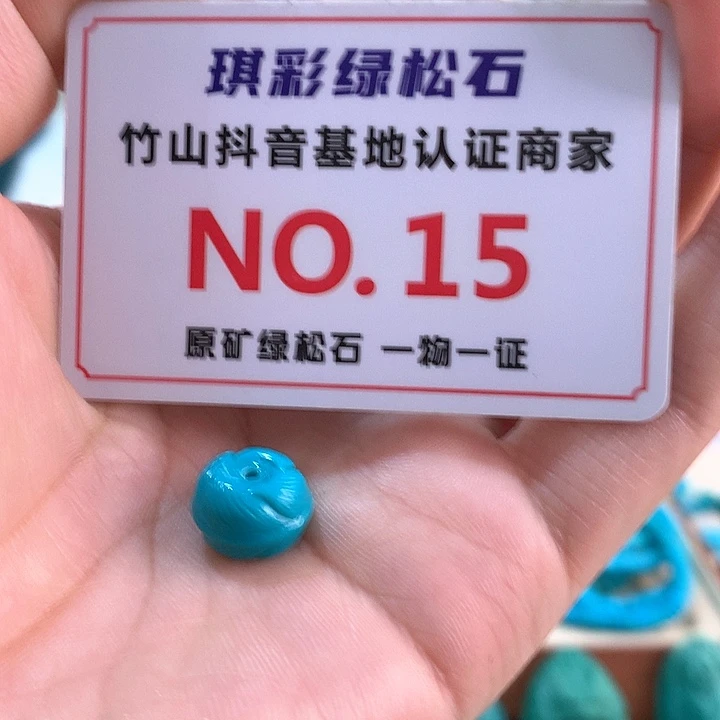 琪彩绿松石
竹山抖音基地认证商家
NO.15
原矿绿松石 一物一证